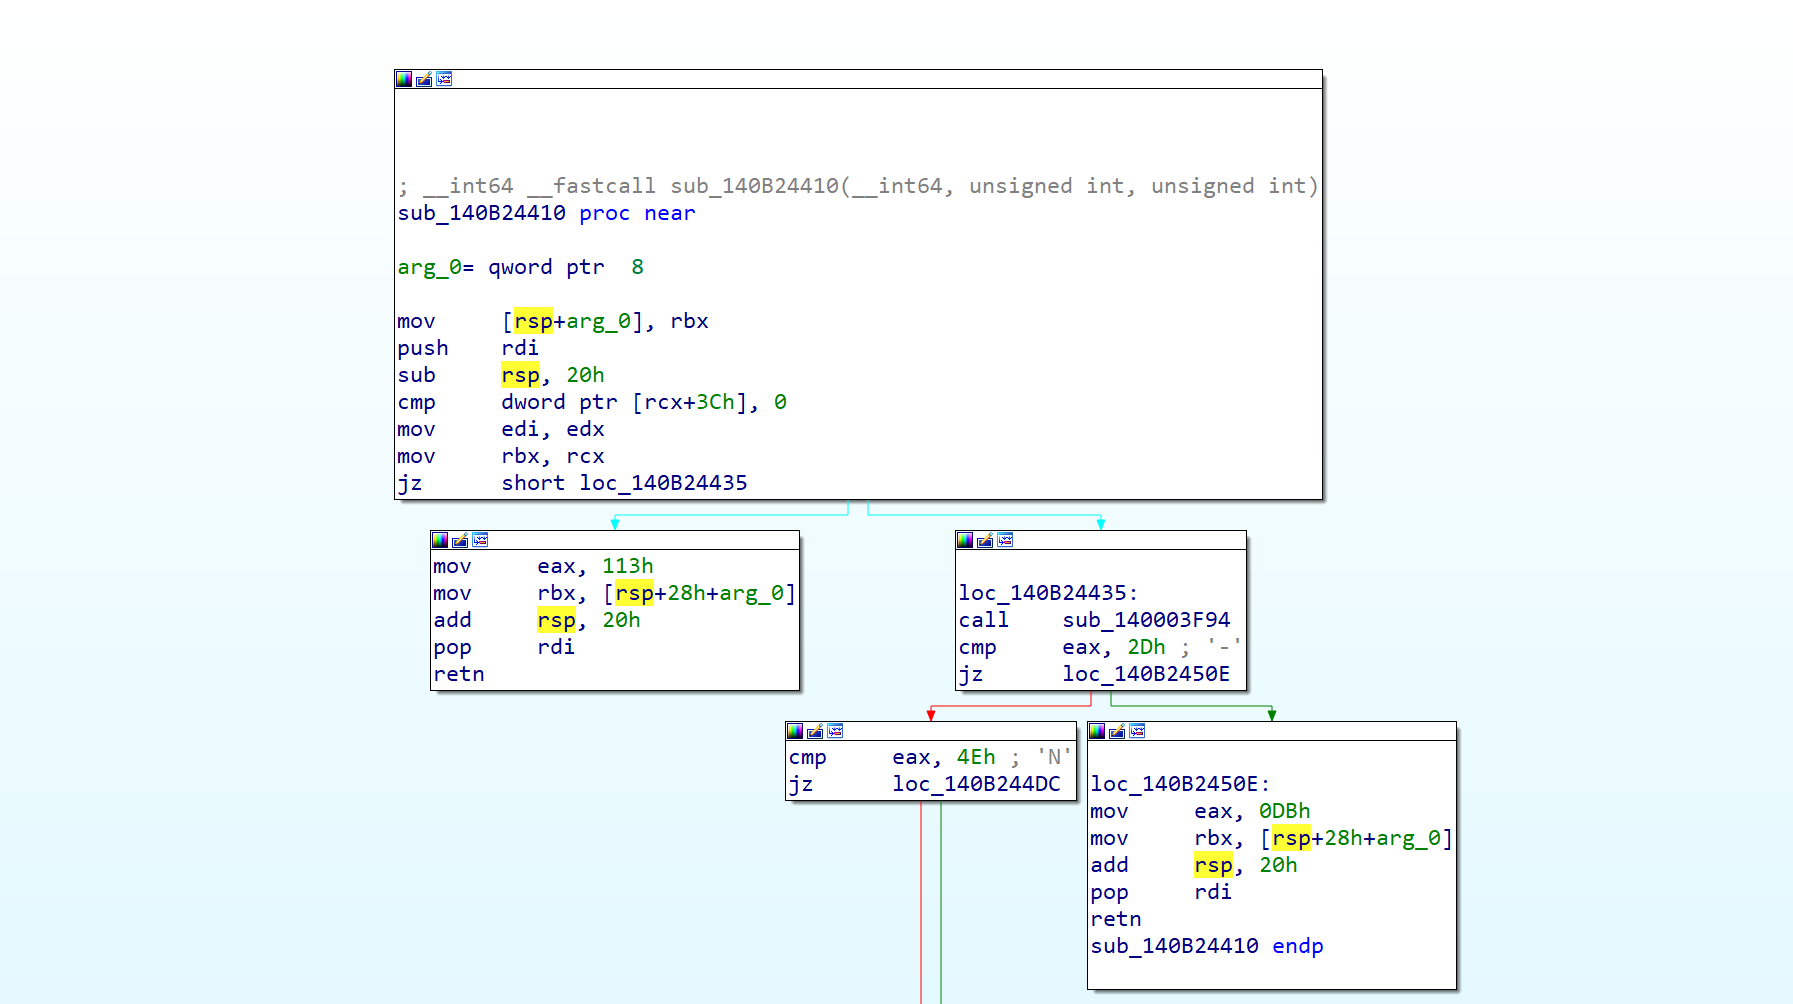 ; __int64 __fastcall sub_140B24410(__int64, unsigned int, unsigned int)
sub_140B24410 proc near
arg_0= qword ptr  8
mov     [rsp+arg_0], rbx
push    rdi
sub     rsp, 20h
cmp     dword ptr [rcx+3Ch], 0
mov     edi, edx
mov     rbx, rcx
jz      short loc_140B24435
mov     eax, 113h
mov     rbx, [rsp+28h+arg_0]
add     rsp, 20h
pop     rdi
retn
loc_140B24435:
call    sub_140003F94
cmp     eax, 2Dh ; '-'
jz      loc_140B2450E
cmp     eax, 4Eh ; 'N'
jz      loc_140B244DC
loc_140B2450E:
mov     eax, 0DBh
mov     rbx, [rsp+28h+arg_0]
add     rsp, 20h
pop     rdi
retn
sub_140B24410 endp